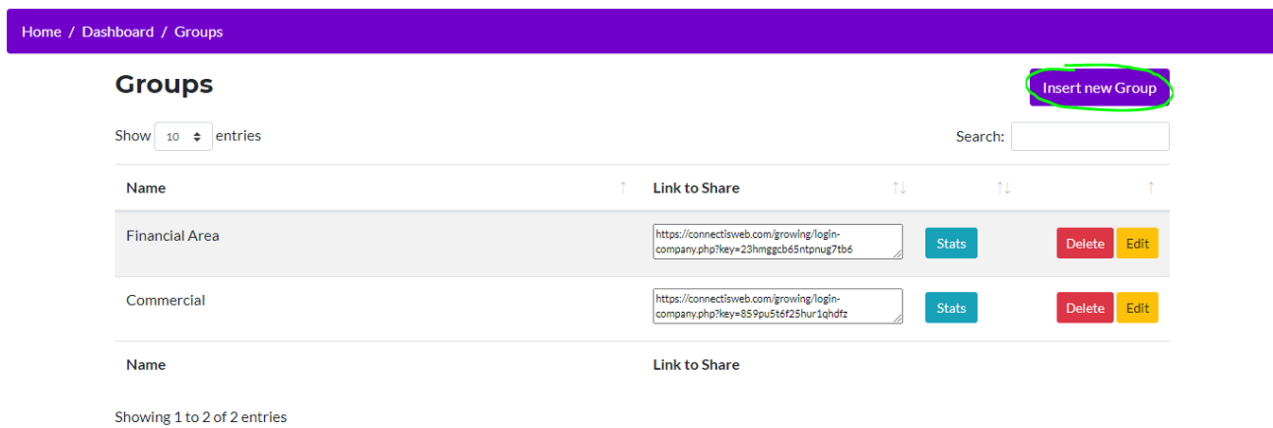 Home / Dashboard / Groups
Groups
Insert new Group
Show 10 entries
Search:
Name Link to Share
Financial Area
https://connectisweb.com/growing/login-
company.php?key=23hmggcb65ntpnug7tb6
Stats Delete Edit
Commercial
https://connectisweb.com/growing/login-
company.php?key=859pu5t6f25hur1qhdfz
Stats Delete Edit
Name Link to Share
Showing 1 to 2 of 2 entries